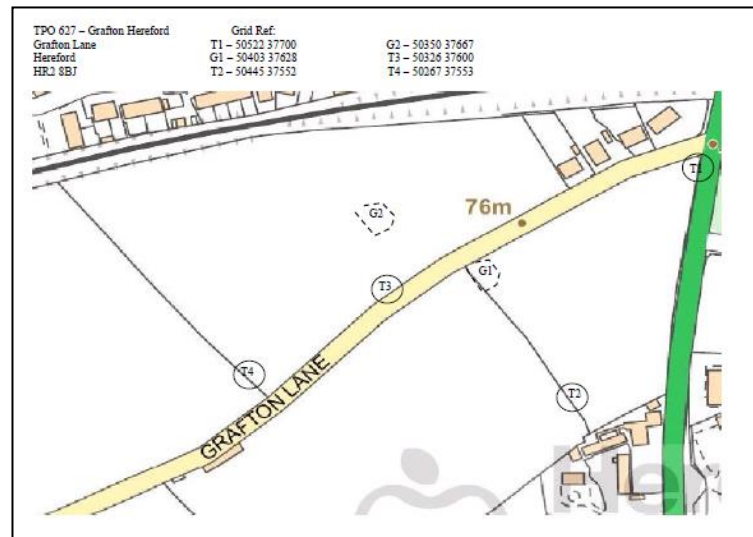 TPO 627 – Grafton Hereford Grid Ref:
Grafton Lane T1 – 50522 37700 G2 – 50350 37667
Hereford G1 – 50403 37628 T3 – 50326 37600
HR2 8BJ T2 – 50445 37552 T4 – 50267 37553
T1
G2
76m
G1
T3
T4
GRAFTON LANE
T2
Her